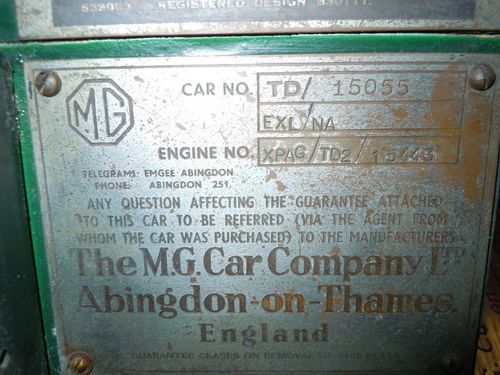 REGISTERED DESIGN
MG
CAR NO. TD/ 15055
EXL/NA
ENGINE NO. XPAG/TD2/15443
TELEGRAMS: EMGEE ABINGDON
PHONE: ABINGDON 251.
ANY QUESTION AFFECTING THE GUARANTEE ATTACHED
TO THIS CAR TO BE REFERRED (VIA THE AGENT FROM
WHOM THE CAR WAS PURCHASED) TO THE MANUFACTURERS
The M.G. Car Company LTD
Abingdon-on-Thames
England
GUARANTEE CEASES ON REMOVAL OF THIS PLATE